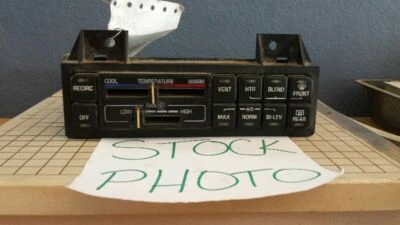 COOL TEMPERATURE WARM
RECIRC
VENT HTR BLEND FRONT
FAN
LOW HIGH
OFF
A/C
MAX NORM BI-LEV REAR
STOCK
PHOTO